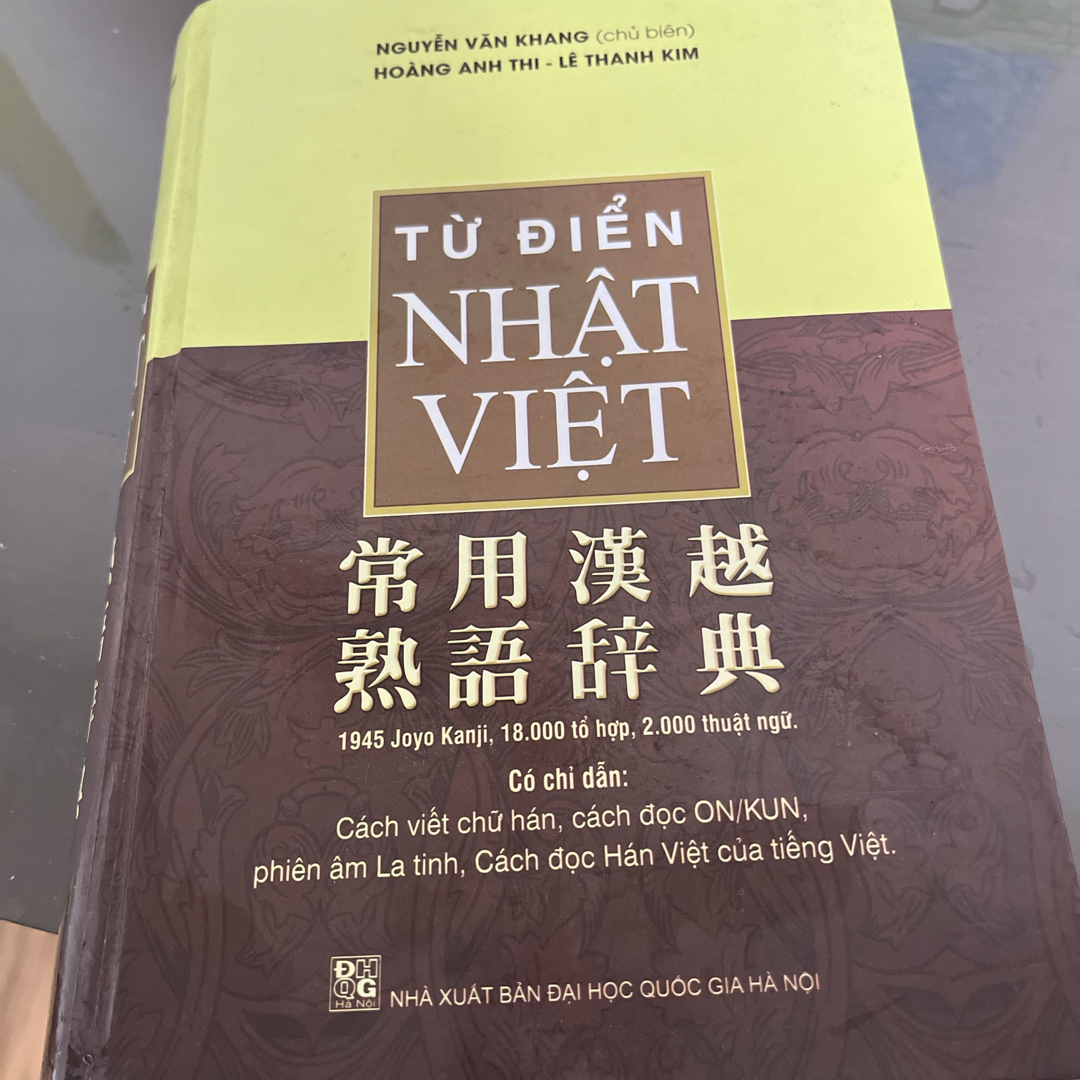 NGUYỄN VĂN KHANG (chủ biên)
HOÀNG ANH THI - LÊ THANH KIM
TỪ ĐIỂN
NHẬT
VIỆT
常用漢越
熟語辞典
1945 Joyo Kanji, 18.000 tổ hợp, 2.000 thuật ngữ.
Có chỉ dẫn:
Cách viết chữ hán, cách đọc ON/KUN,
phiên âm La tinh, Cách đọc Hán Việt của tiếng Việt.
ĐHQG
Hà Nội
NHÀ XUẤT BẢN ĐẠI HỌC QUỐC GIA HÀ NỘI